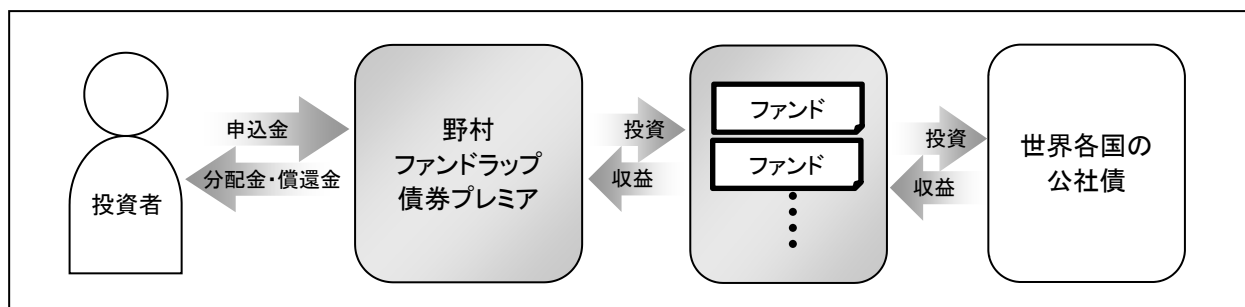 投資者
申込金
分配金・償還金
野村
ファンドラップ
債券プレミア
投資
収益
ファンド
ファンド
投資
収益
世界各国の
公社債